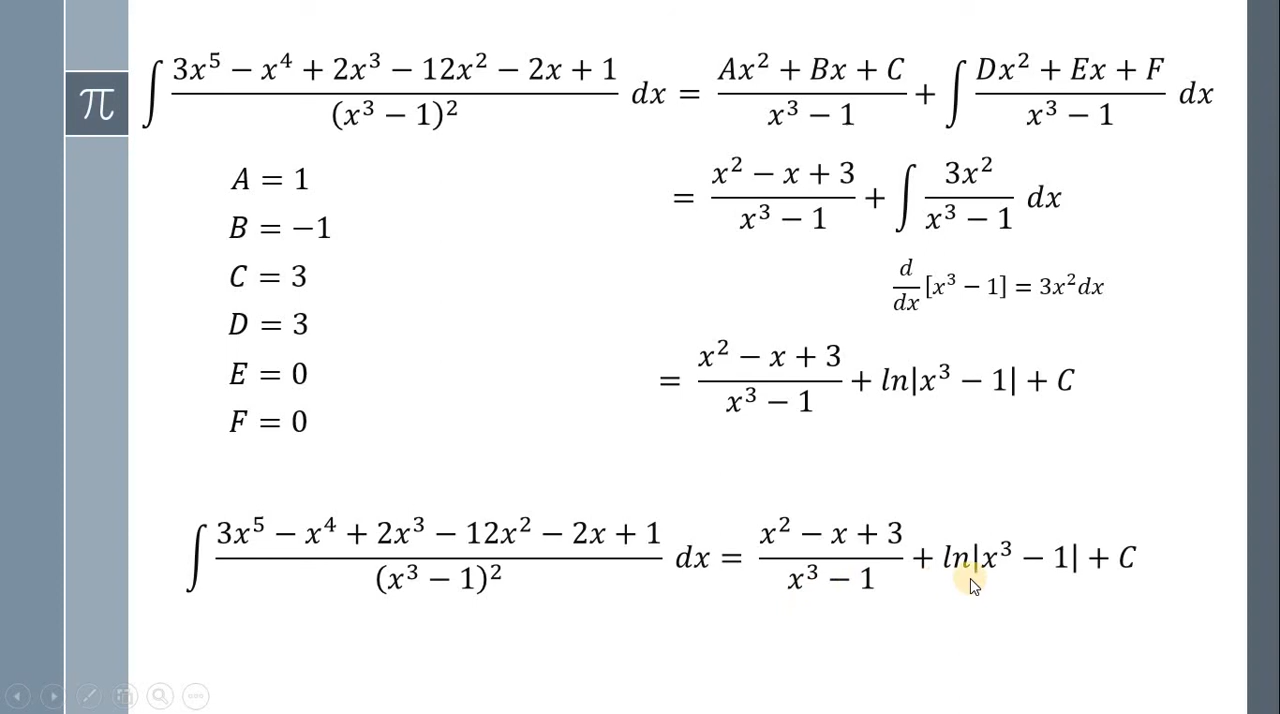 π
∫ (3x⁵ − x⁴ + 2x³ − 12x² − 2x + 1)/(x³ − 1)² dx = (Ax² + Bx + C)/(x³ − 1) + ∫ (Dx² + Ex + F)/(x³ − 1) dx
A = 1
B = −1
C = 3
D = 3
E = 0
F = 0
= (x² − x + 3)/(x³ − 1) + ∫ 3x²/(x³ − 1) dx
d/dx [x³ − 1] = 3x²dx
= (x² − x + 3)/(x³ − 1) + ln|x³ − 1| + C
∫ (3x⁵ − x⁴ + 2x³ − 12x² − 2x + 1)/(x³ − 1)² dx = (x² − x + 3)/(x³ − 1) + ln|x³ − 1| + C